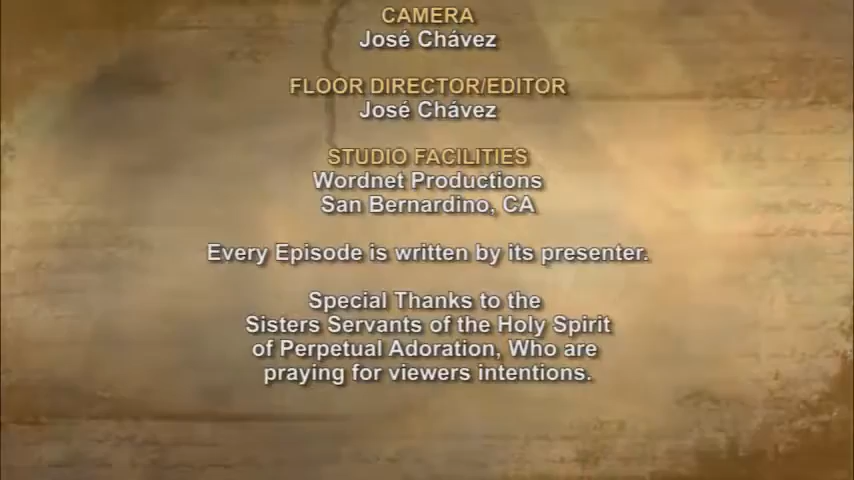 CAMERA
José Chávez
FLOOR DIRECTOR/EDITOR
José Chávez
STUDIO FACILITIES
Wordnet Productions
San Bernardino, CA
Every Episode is written by its presenter.
Special Thanks to the
Sisters Servants of the Holy Spirit
of Perpetual Adoration, Who are
praying for viewers intentions.